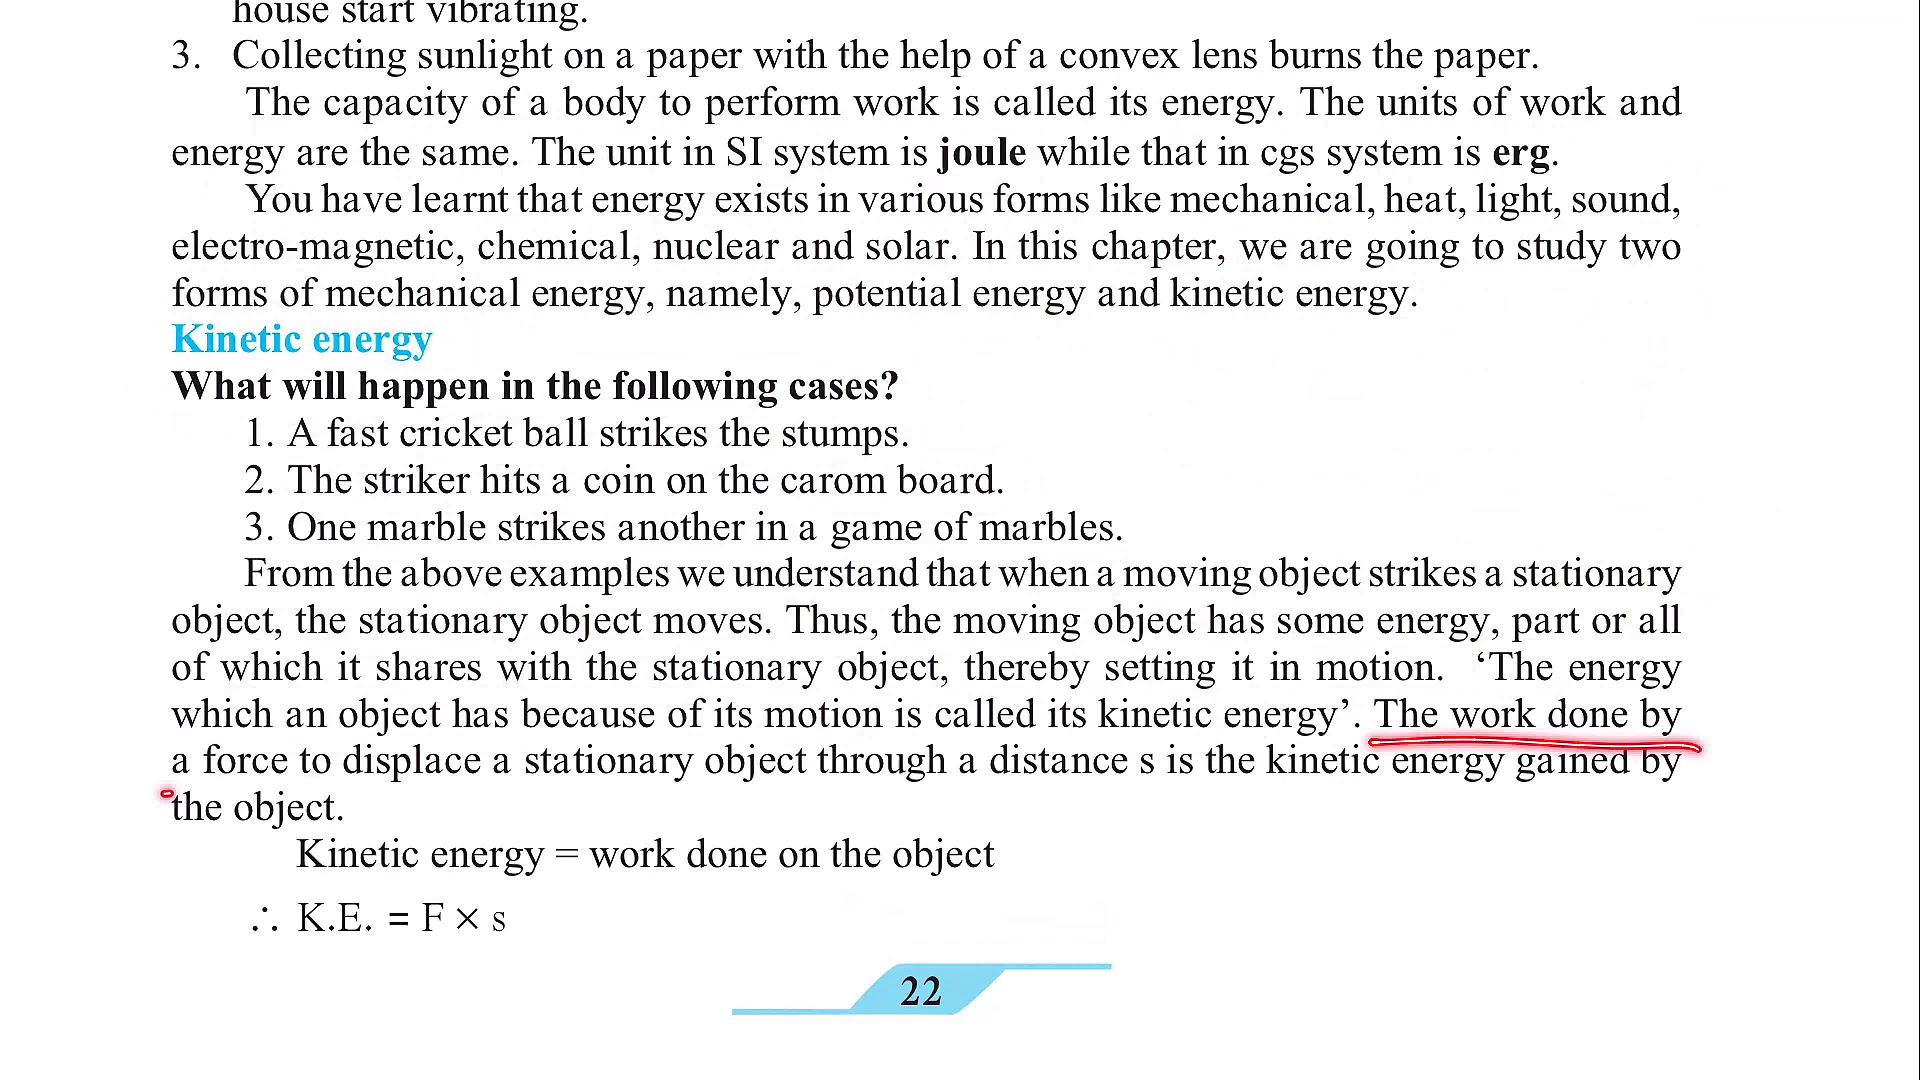 house start vibrating.
3. Collecting sunlight on a paper with the help of a convex lens burns the paper.
The capacity of a body to perform work is called its energy. The units of work and
energy are the same. The unit in SI system is joule while that in cgs system is erg.
You have learnt that energy exists in various forms like mechanical, heat, light, sound,
electro-magnetic, chemical, nuclear and solar. In this chapter, we are going to study two
forms of mechanical energy, namely, potential energy and kinetic energy.
Kinetic energy
What will happen in the following cases?
1. A fast cricket ball strikes the stumps.
2. The striker hits a coin on the carom board.
3. One marble strikes another in a game of marbles.
From the above examples we understand that when a moving object strikes a stationary
object, the stationary object moves. Thus, the moving object has some energy, part or all
of which it shares with the stationary object, thereby setting it in motion. ‘The energy
which an object has because of its motion is called its kinetic energy’. The work done by
a force to displace a stationary object through a distance s is the kinetic energy gained by
the object.
Kinetic energy = work done on the object
∴ K.E. = F × s
22